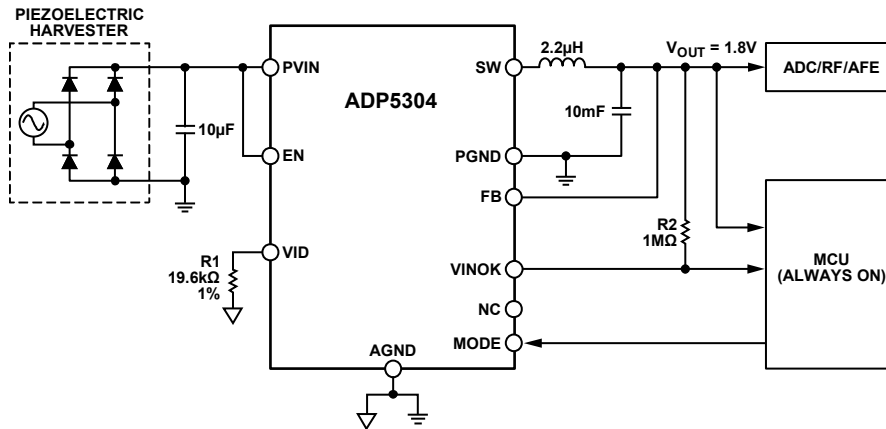 PIEZOELECTRIC
HARVESTER
10µF
PVIN
EN
VID
R1
19.6kΩ
1%
ADP5304
AGND
SW
PGND
FB
VINOK
NC
MODE
2.2µH
10mF
VOUT = 1.8V
R2
1MΩ
ADC/RF/AFE
MCU
(ALWAYS ON)